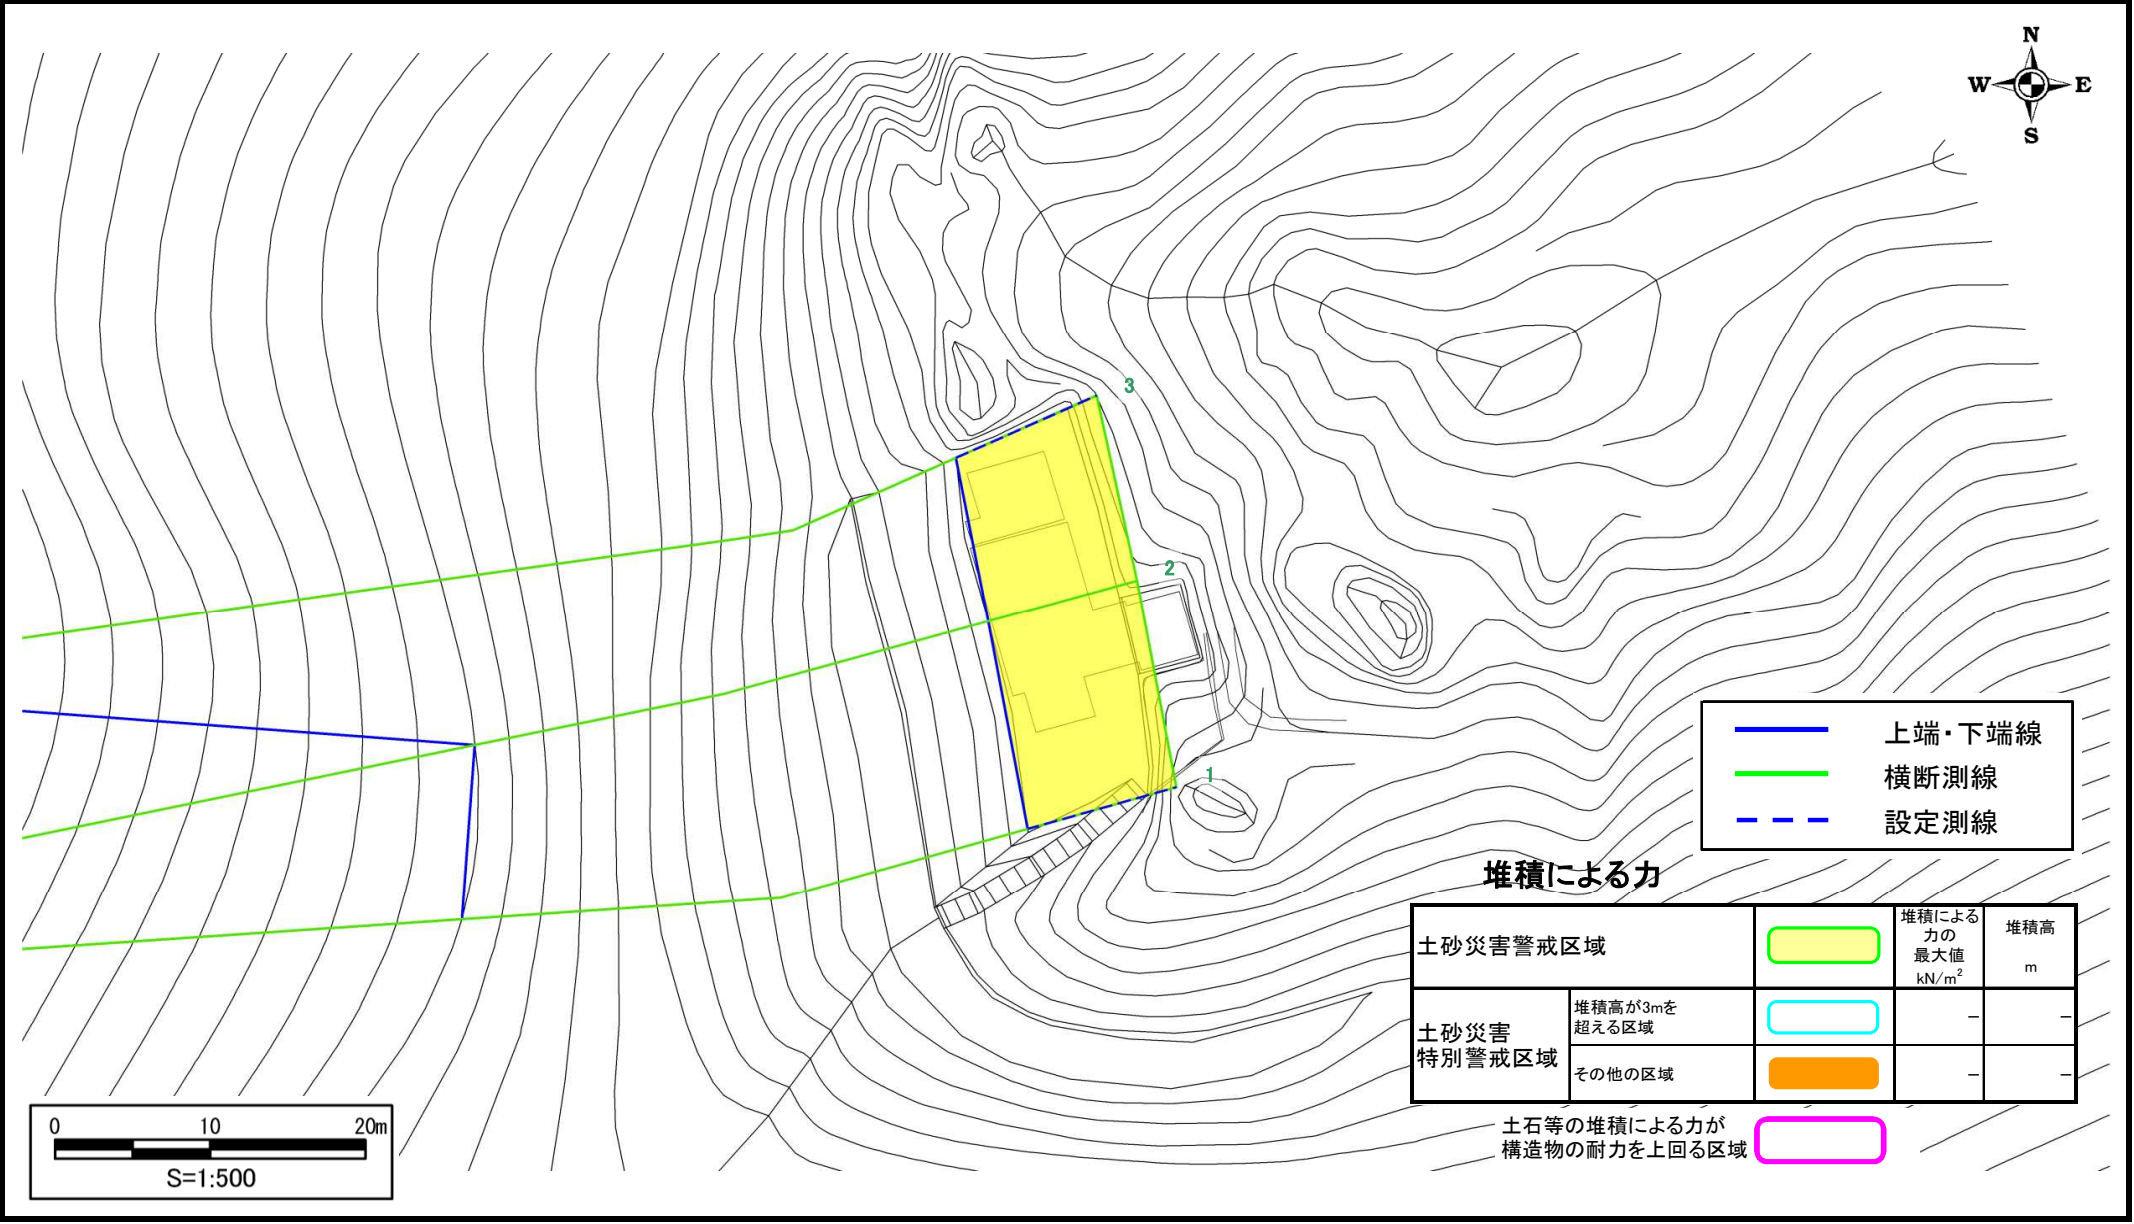 N
W E
S
3
2
1
上端・下端線
横断測線
設定測線
堆積による力
土砂災害警戒区域
堆積による
力の
最大値
kN/m²
堆積高
m
土砂災害
特別警戒区域
堆積高が3mを
超える区域
– –
その他の区域
– –
土石等の堆積による力が
構造物の耐力を上回る区域
0 10 20m
S=1:500